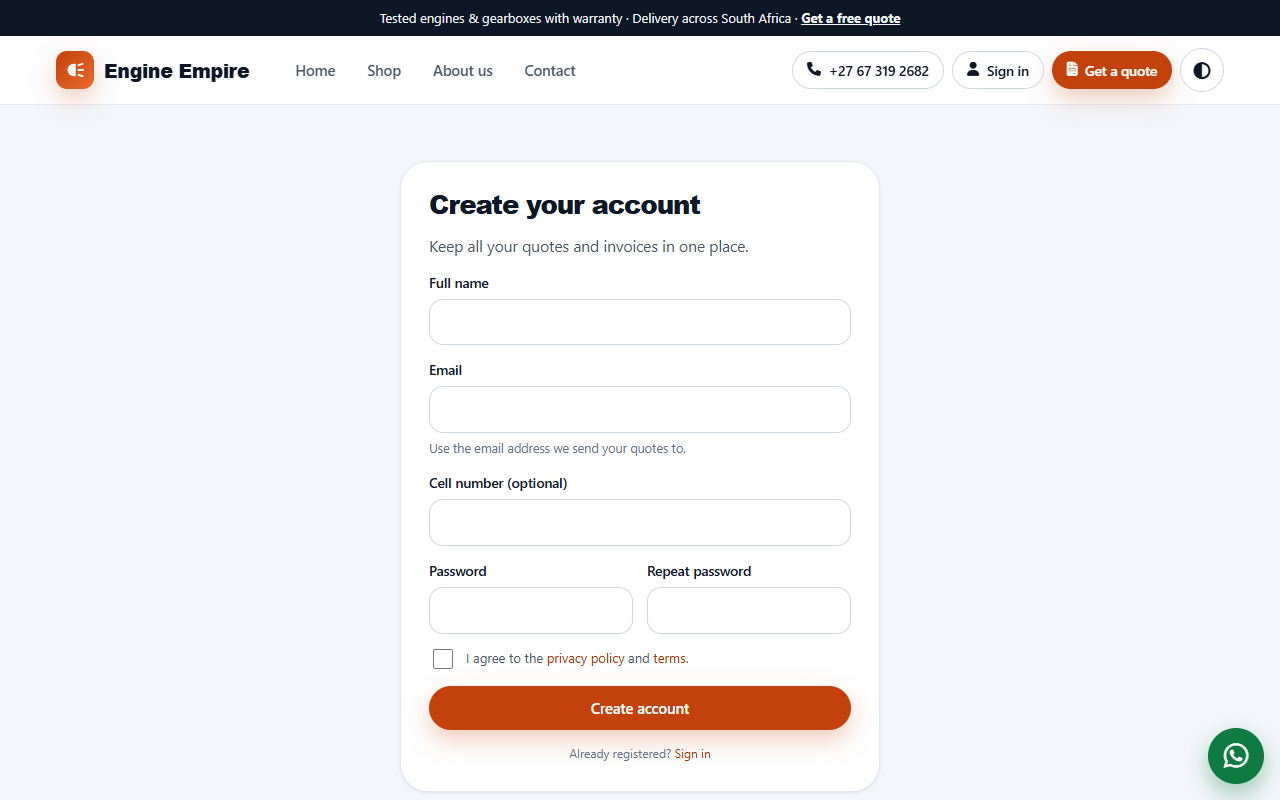 Tested engines & gearboxes with warranty · Delivery across South Africa · Get a free quote
Engine Empire Home Shop About us Contact +27 67 319 2682 Sign in Get a quote
Create your account
Keep all your quotes and invoices in one place.
Full name
Email
Use the email address we send your quotes to.
Cell number (optional)
Password Repeat password
I agree to the privacy policy and terms.
Create account
Already registered? Sign in